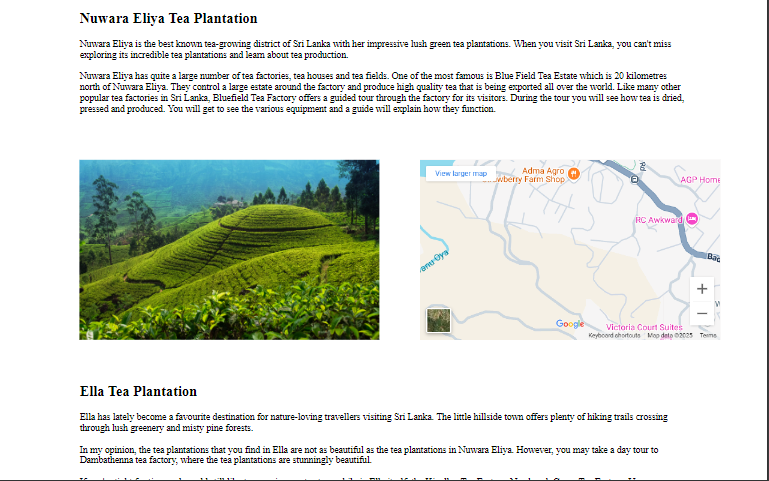 Nuwara Eliya Tea Plantation
Nuwara Eliya is the best known tea-growing district of Sri Lanka with her impressive lush green tea plantations. When you visit Sri Lanka, you can't miss
exploring its incredible tea plantations and learn about tea production.
Nuwara Eliya has quite a large number of tea factories, tea houses and tea fields. One of the most famous is Blue Field Tea Estate which is 20 kilometres
north of Nuwara Eliya. They control a large estate around the factory and produce high quality tea that is being exported all over the world. Like many other
popular tea factories in Sri Lanka, Bluefield Tea Factory offers a guided tour through the factory for its visitors. During the tour you will see how tea is dried,
pressed and produced. You will get to see the various equipment and a guide will explain how they function.
View larger map
Adma Agro
wberry Farm Shop
Rd
AGP Home
RC Awkward
anu-Oya
Bad
Google
Victoria Court Suites
Keyboard shortcuts
Map data ©2025
Terms
Ella Tea Plantation
Ella has lately become a favourite destination for nature-loving travellers visiting Sri Lanka. The little hillside town offers plenty of hiking trails crossing
through lush greenery and misty pine forests.
In my opinion, the tea plantations that you find in Ella are not as beautiful as the tea plantations in Nuwara Eliya. However, you may take a day tour to
Dambathenna tea factory, where the tea plantations are stunningly beautiful.